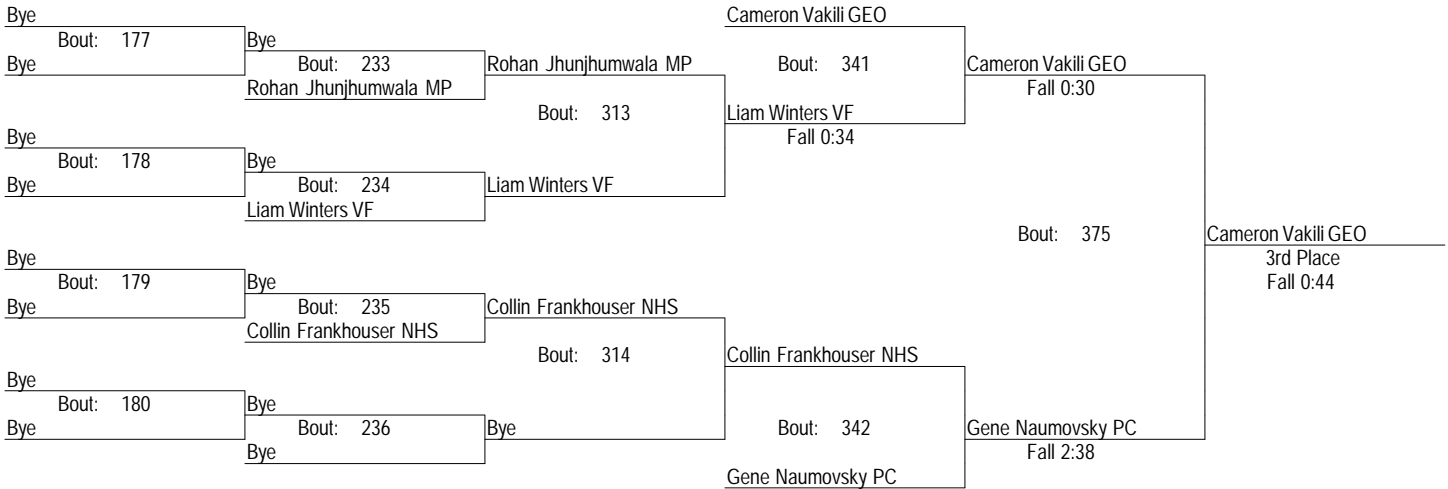 Bye
Bout: 177
Bye
Bye
Bout: 233
Rohan Jhunjhumwala MP
Rohan Jhunjhumwala MP
Bout: 313
Bye
Bout: 178
Bye
Bye
Bout: 234
Liam Winters VF
Liam Winters VF
Cameron Vakili GEO
Bout: 341
Liam Winters VF
Fall 0:34
Cameron Vakili GEO
Fall 0:30
Bye
Bout: 179
Bye
Bye
Bout: 235
Collin Frankhouser NHS
Collin Frankhouser NHS
Bout: 314
Bye
Bout: 180
Bye
Bye
Bout: 236
Bye
Bye
Collin Frankhouser NHS
Bout: 342
Gene Naumovsky PC
Gene Naumovsky PC
Fall 2:38
Bout: 375
Cameron Vakili GEO
3rd Place
Fall 0:44